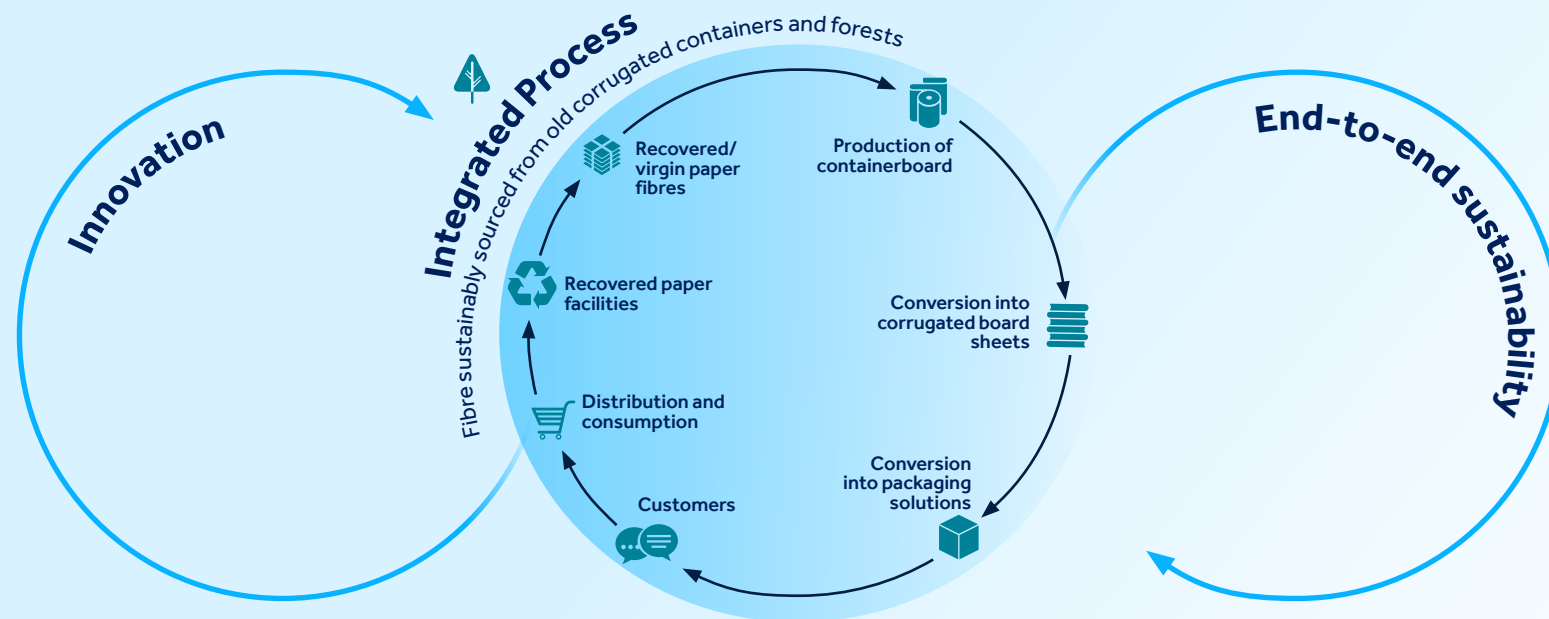 Innovation
Integrated Process
Fibre sustainably sourced from old corrugated containers and forests
Recovered/
virgin paper
fibres
Production of
containerboard
Conversion into
corrugated board
sheets
Conversion
into packaging
solutions
Customers
Distribution and
consumption
Recovered paper
facilities
End-to-end sustainability